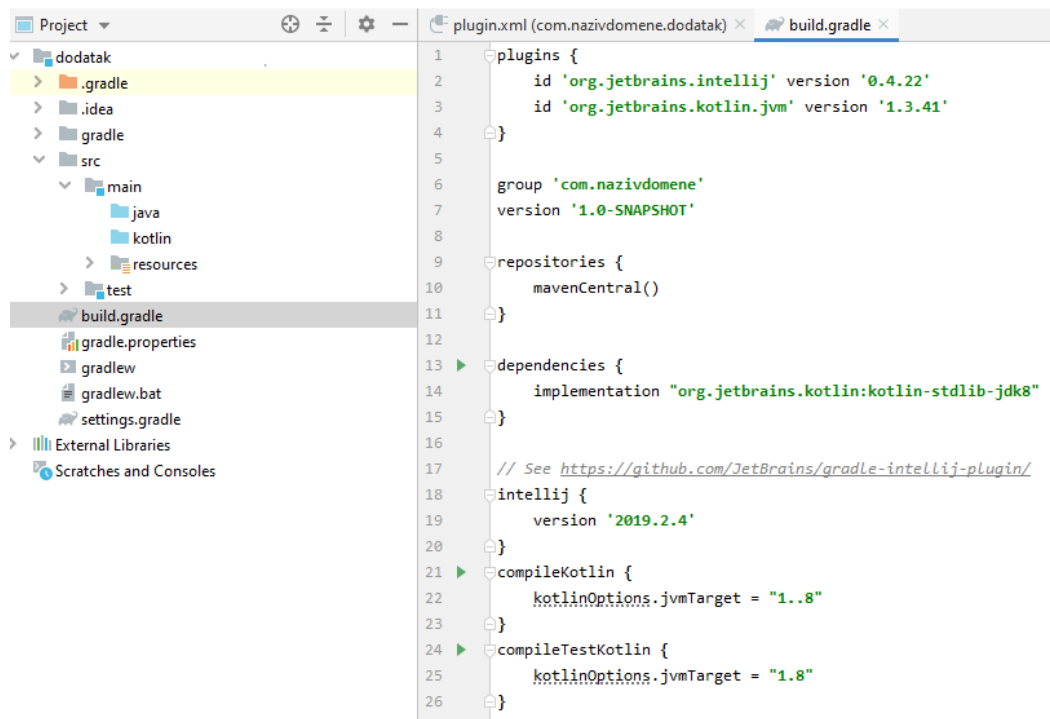 Project
dodatak
.gradle
.idea
gradle
src
main
java
kotlin
resources
test
build.gradle
gradle.properties
gradlew
gradlew.bat
settings.gradle
External Libraries
Scratches and Consoles
plugin.xml (com.nazivdomene.dodatak)
build.gradle
1 plugins {
2 id 'org.jetbrains.intellij' version '0.4.22'
3 id 'org.jetbrains.kotlin.jvm' version '1.3.41'
4 }
5
6 group 'com.nazivdomene'
7 version '1.0-SNAPSHOT'
8
9 repositories {
10 mavenCentral()
11 }
12
13 dependencies {
14 implementation "org.jetbrains.kotlin:kotlin-stdlib-jdk8"
15 }
16
17 // See https://github.com/JetBrains/gradle-intellij-plugin/
18 intellij {
19 version '2019.2.4'
20 }
21 compileKotlin {
22 kotlinOptions.jvmTarget = "1..8"
23 }
24 compileTestKotlin {
25 kotlinOptions.jvmTarget = "1.8"
26 }